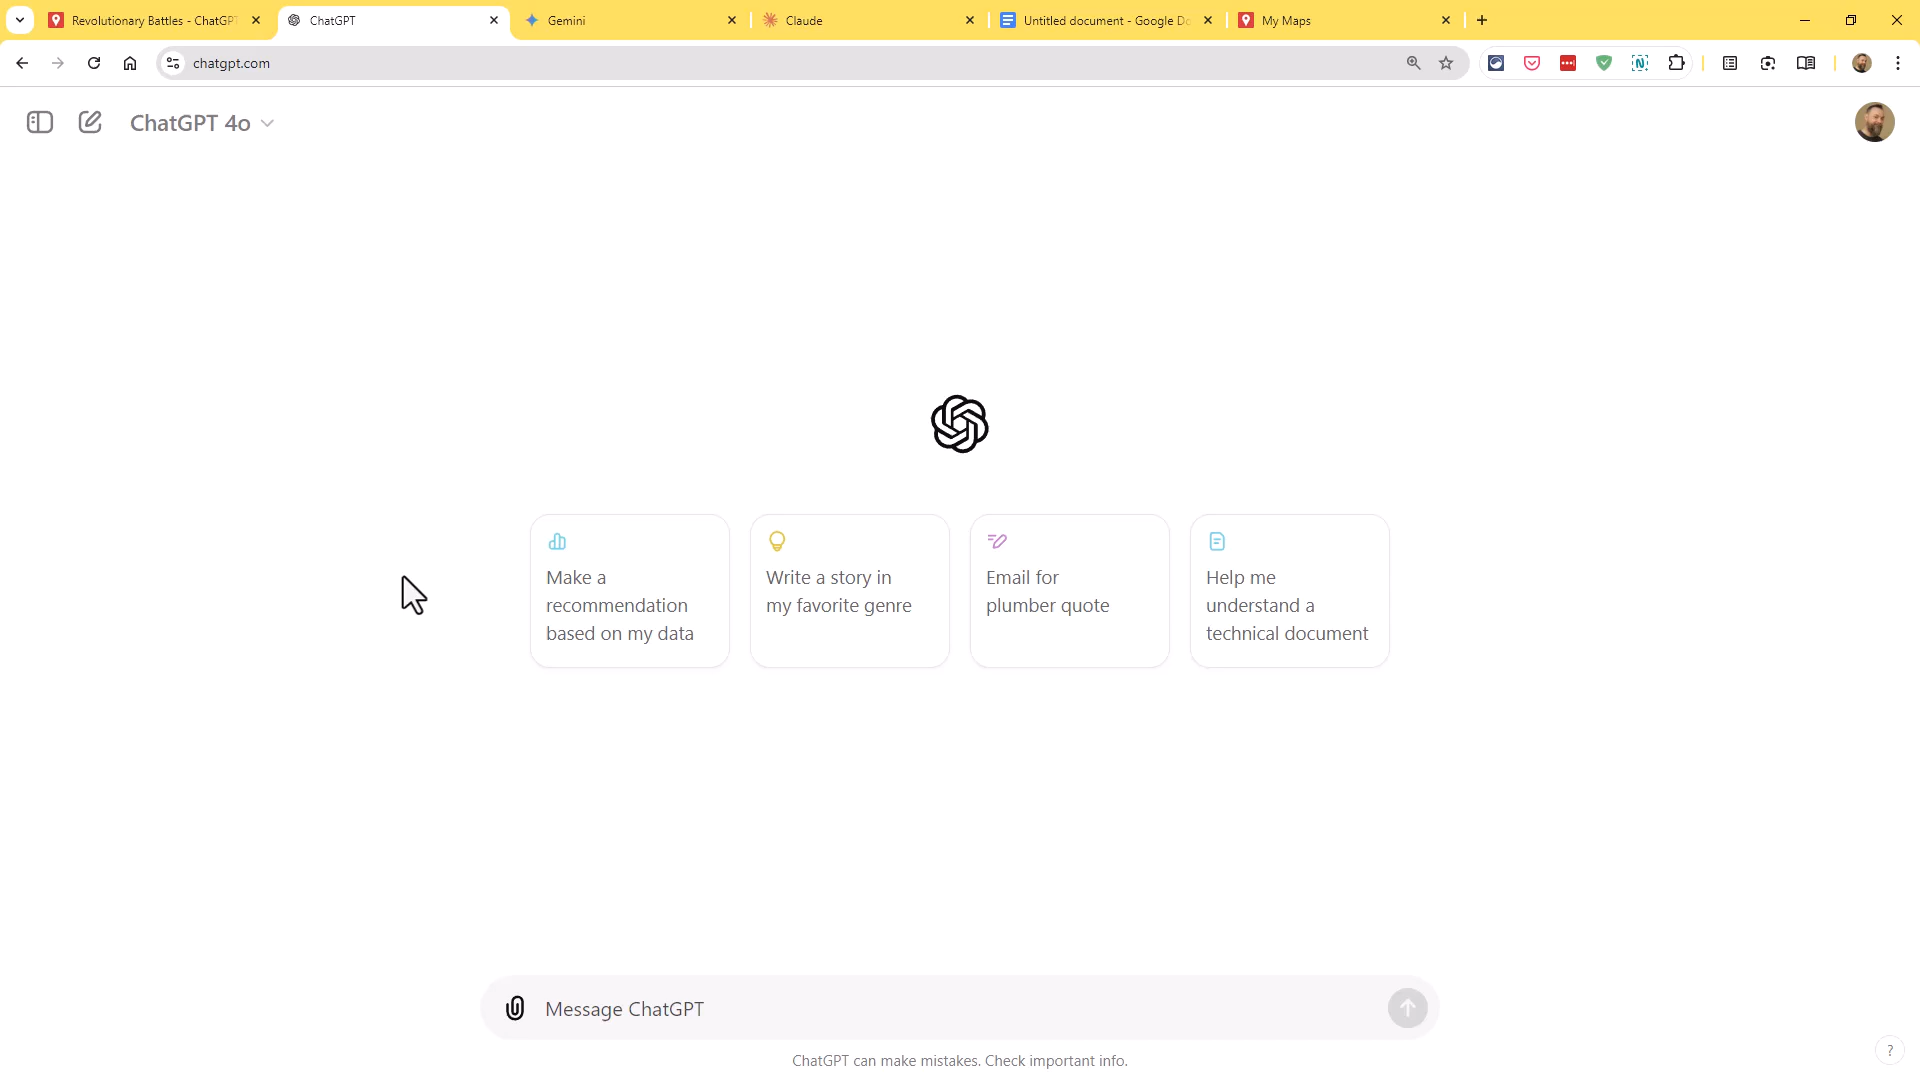 Revolutionary Battles - ChatGPT
ChatGPT
Gemini
Claude
Untitled document - Google Do
My Maps
chatgpt.com
ChatGPT 4o
Make a
recommendation
based on my data
Write a story in
my favorite genre
Email for
plumber quote
Help me
understand a
technical document
Message ChatGPT
ChatGPT can make mistakes. Check important info.
?